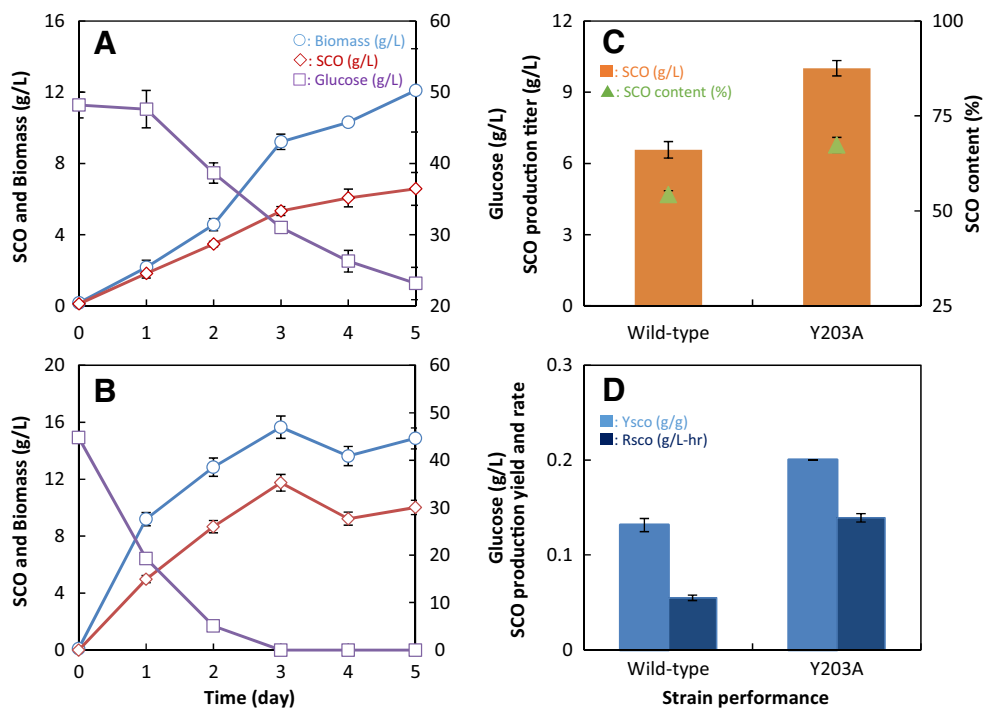 A
: Biomass (g/L)
: SCO (g/L)
: Glucose (g/L)
SCO and Biomass (g/L)
16
12
8
4
0
60
50
40
30
20
Glucose (g/L)
0 1 2 3 4 5
B
SCO and Biomass (g/L)
20
16
12
8
4
0
60
50
40
30
20
10
0
Glucose (g/L)
0 1 2 3 4 5
Time (day)
C
: SCO (g/L)
: SCO content (%)
SCO production titer (g/L)
12
9
6
3
0
100
75
50
25
SCO content (%)
Wild-type Y203A
D
: Ysco (g/g)
: Rsco (g/L-hr)
SCO production yield and rate
0.3
0.2
0.1
0
Wild-type Y203A
Strain performance